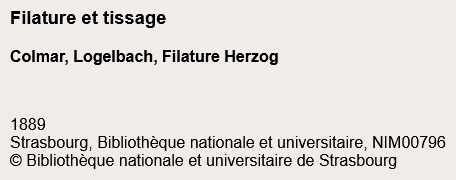 Filature et tissage
Colmar, Logelbach, Filature Herzog
1889
Strasbourg, Bibliothèque nationale et universitaire, NIM00796
© Bibliothèque nationale et universitaire de Strasbourg